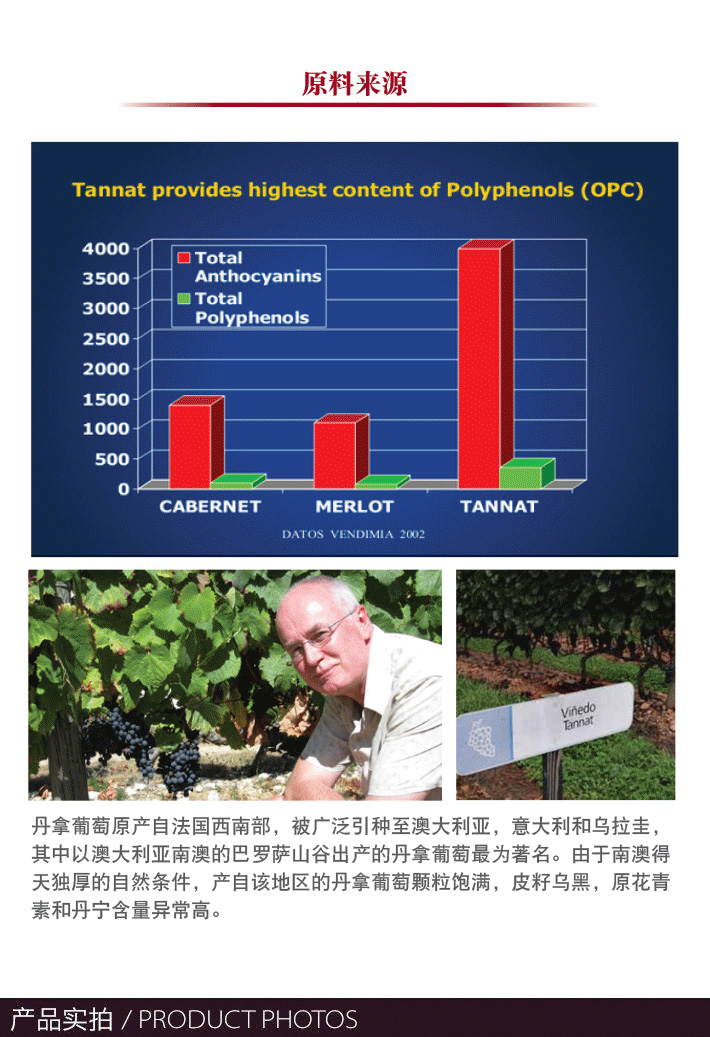 原料来源
Tannat provides highest content of Polyphenols (OPC)
4000
3500
3000
2500
2000
1500
1000
500
0
Total
Anthocyanins
Total
Polyphenols
CABERNET MERLOT TANNAT
DATOS VENDIMIA 2002
Viñedo
Tannat
丹拿葡萄原产自法国西南部，被广泛引种至澳大利亚，意大利和乌拉圭，
其中以澳大利亚南澳的巴罗萨山谷出产的丹拿葡萄最为著名。由于南澳得
天独厚的自然条件，产自该地区的丹拿葡萄颗粒饱满，皮籽乌黑，原花青
素和丹宁含量异常高。
产品实拍 / PRODUCT PHOTOS